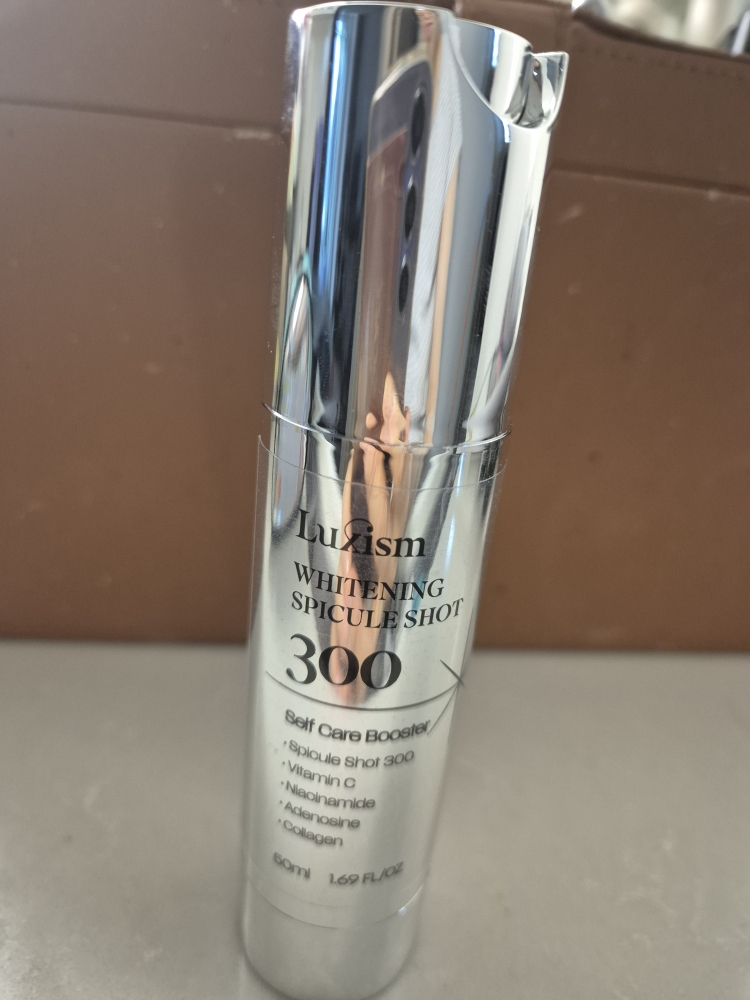 Luxism
WHITENING
SPICULE SHOT
300
Self Care Booster
· Spicule Shot 300
· Vitamin C
· Niacinamide
· Adenosine
· Collagen
50ml 1.69 FL/OZ